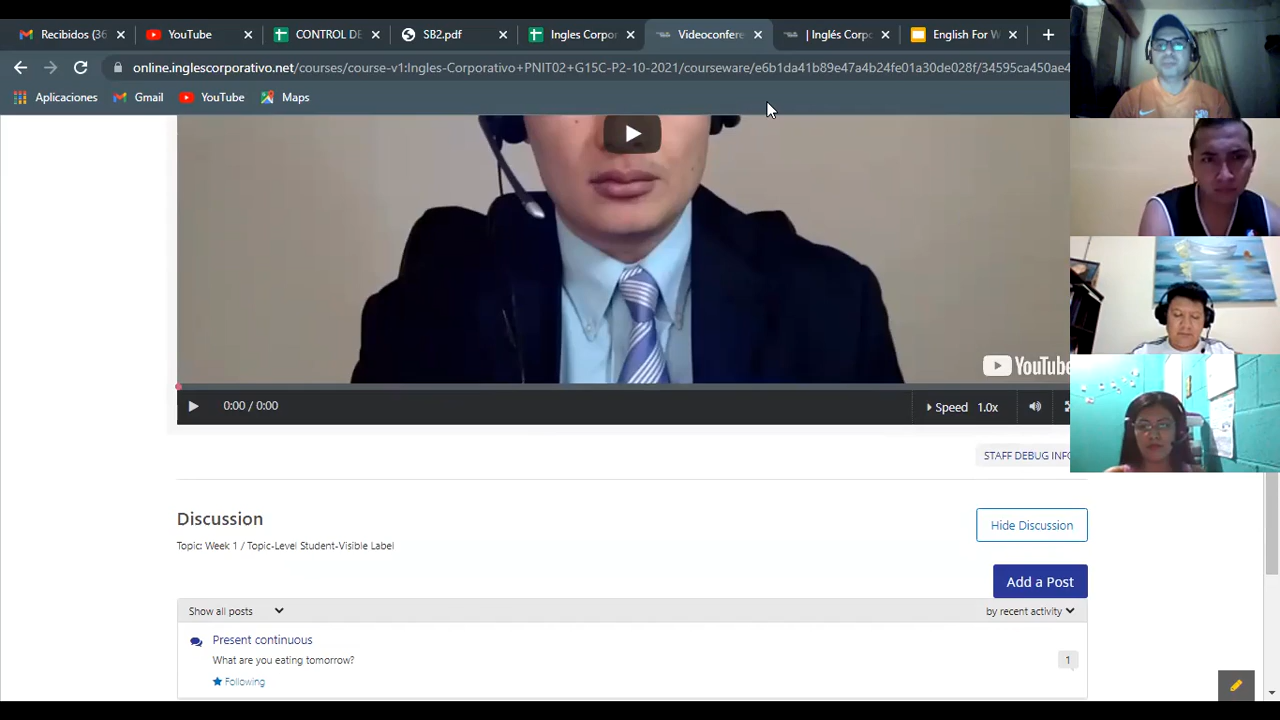 Recibidos (36
YouTube
CONTROL DE
SB2.pdf
Ingles Corpor
Videoconfere
| Inglés Corpo
English For W
online.inglescorporativo.net/courses/course-v1:Ingles-Corporativo+PNIT02+G15C-P2-10-2021/courseware/e6b1da41b89e47a4b24fe01a30de028f/34595ca450ae4
Aplicaciones
Gmail
YouTube
Maps
YouTube
0:00 / 0:00
Speed 1.0x
STAFF DEBUG INFO
Discussion
Hide Discussion
Topic: Week 1 / Topic-Level Student-Visible Label
Add a Post
Show all posts
by recent activity
Present continuous
What are you eating tomorrow?
1
Following